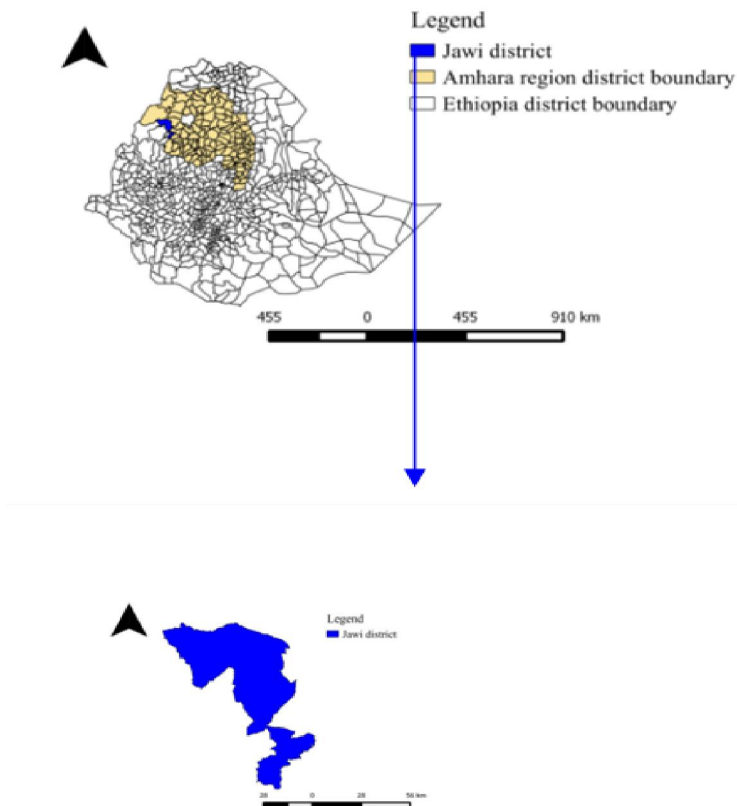 Legend
Jawi district
Amhara region district boundary
Ethiopia district boundary
455 0 455 910 km
Legend
Jawi district
28 0 28 56 km